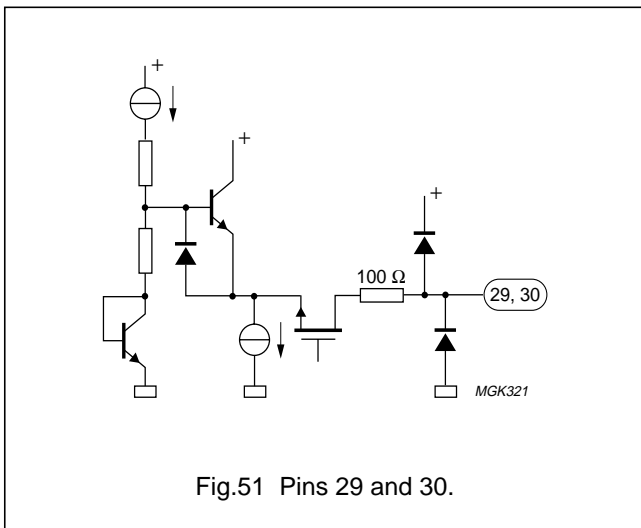 +
+
+
100 Ω
29, 30
MGK321
Fig.51 Pins 29 and 30.